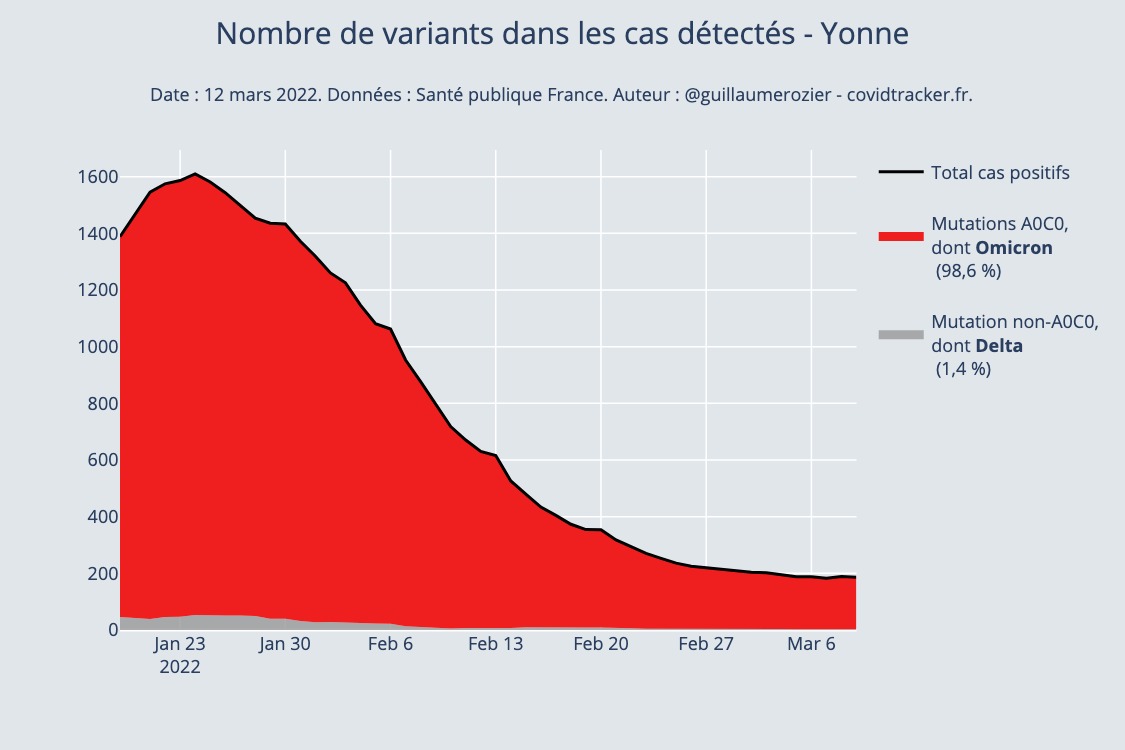 Nombre de variants dans les cas détectés - Yonne
Date : 12 mars 2022. Données : Santé publique France. Auteur : @guillaumerozier - covidtracker.fr.
1600
1400
1200
1000
800
600
400
200
0
Jan 23
2022
Jan 30
Feb 6
Feb 13
Feb 20
Feb 27
Mar 6
Total cas positifs
Mutations A0C0,
dont Omicron
(98,6 %)
Mutation non-A0C0,
dont Delta
(1,4 %)